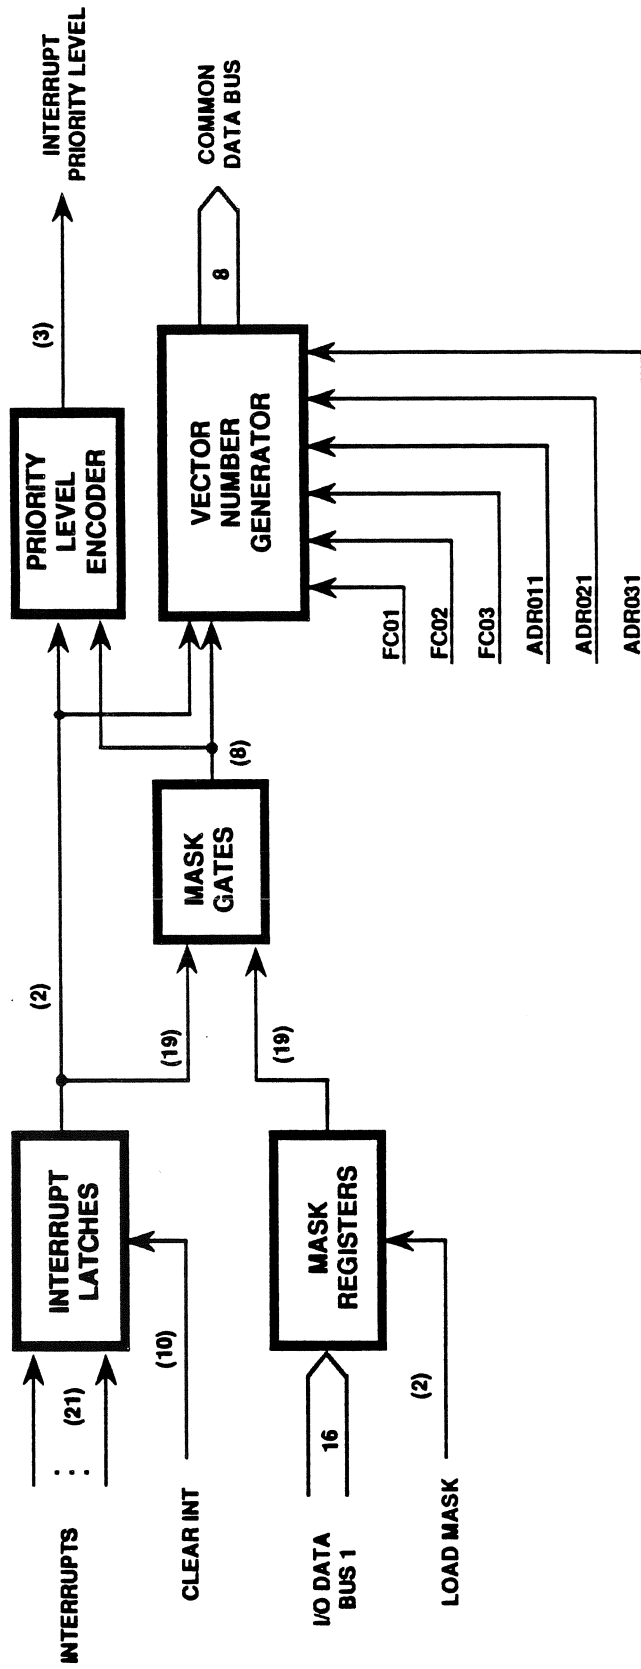 INTERRUPTS
(21)
INTERRUPT
LATCHES
CLEAR INT
(10)
I/O DATA
BUS 1
16
MASK
REGISTERS
LOAD MASK
(2)
(2)
(19)
(19)
MASK
GATES
(8)
PRIORITY
LEVEL
ENCODER
(3)
INTERRUPT
PRIORITY LEVEL
VECTOR
NUMBER
GENERATOR
8
COMMON
DATA BUS
FC01
FC02
FC03
ADR011
ADR021
ADR031